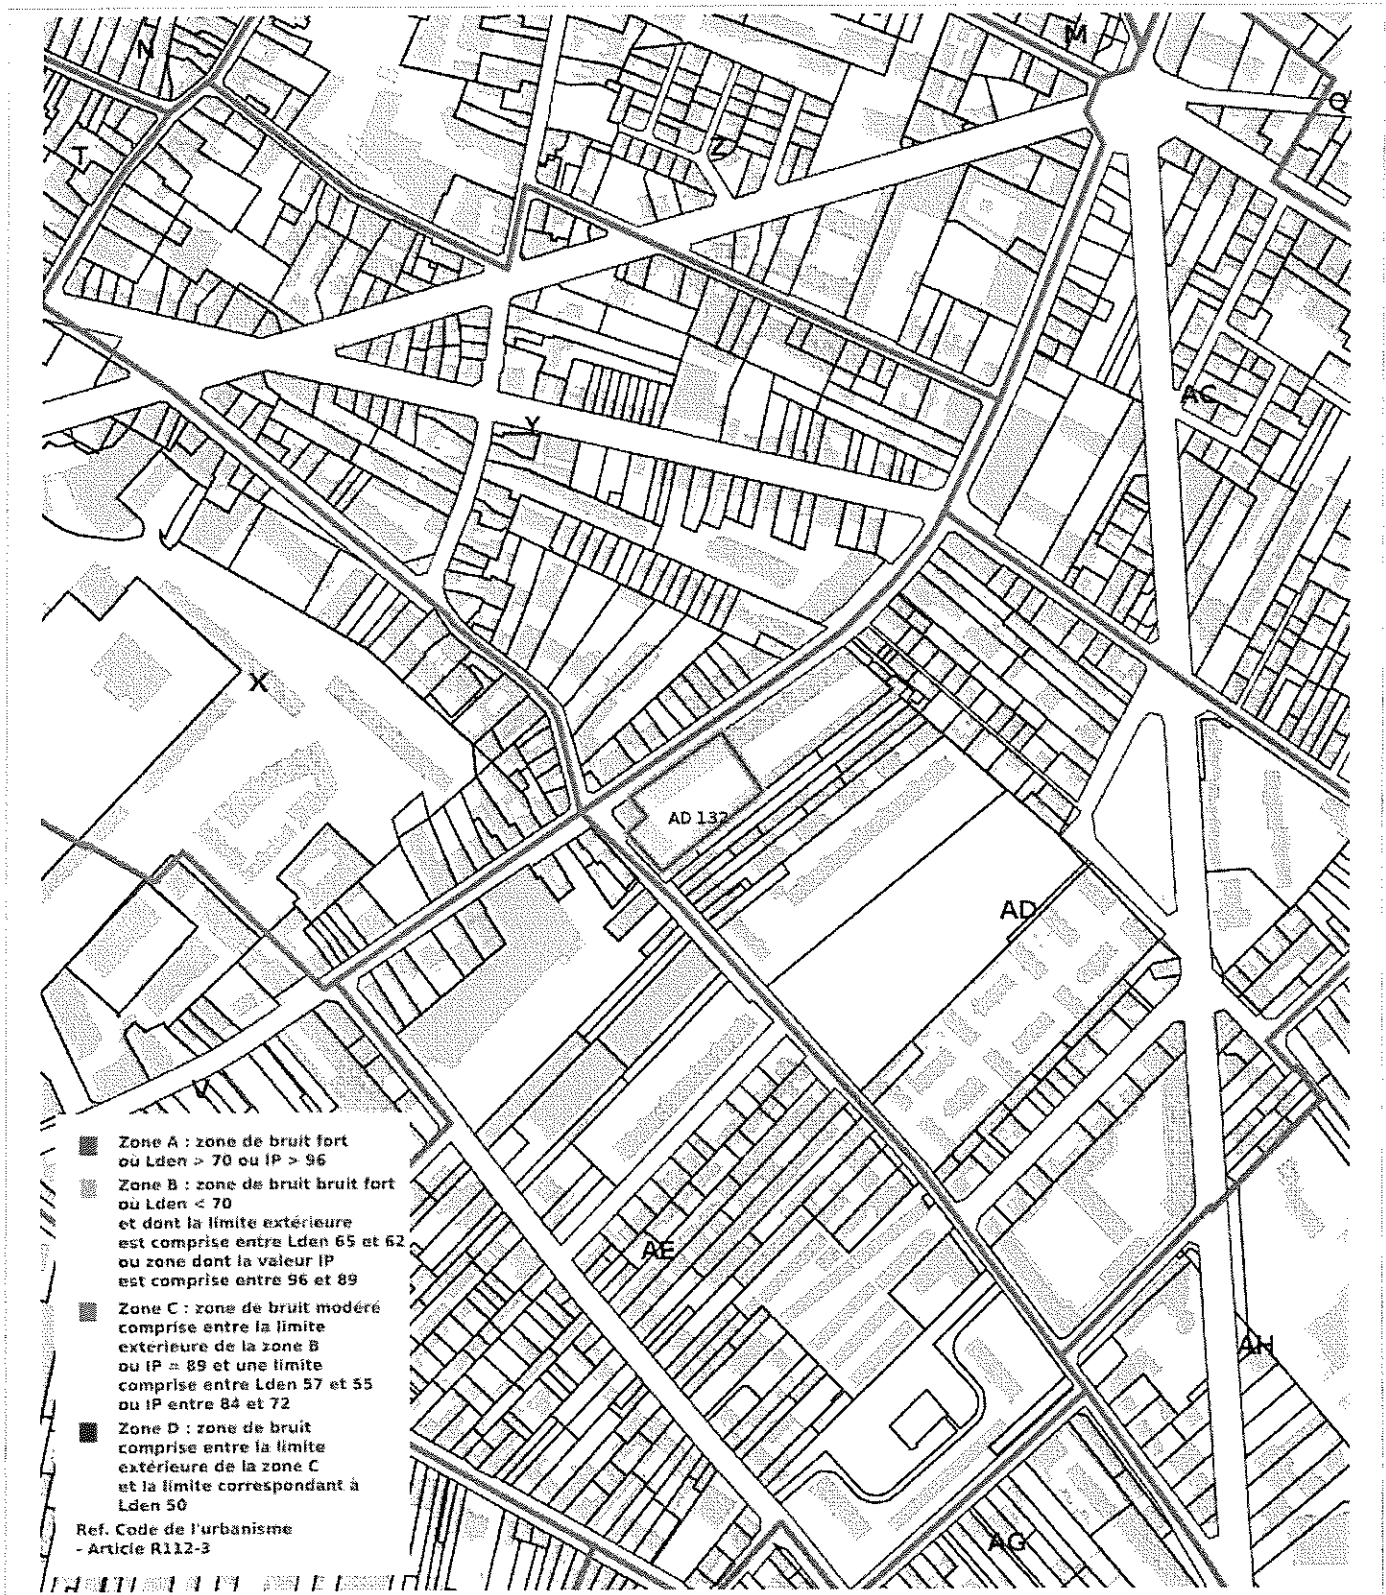 N
M
Q
T
Z
AC
Y
X
AD 132
AD
V
Zone A : zone de bruit fort
où Lden > 70 ou IP > 96
Zone B : zone de bruit bruit fort
où Lden < 70
et dont la limite extérieure
est comprise entre Lden 65 et 62
ou zone dont la valeur IP
est comprise entre 96 et 89
Zone C : zone de bruit modéré
comprise entre la limite
extérieure de la zone B
ou IP = 89 et une limite
comprise entre Lden 57 et 55
ou IP entre 84 et 72
Zone D : zone de bruit
comprise entre la limite
extérieure de la zone C
et la limite correspondant à
Lden 50
Ref. Code de l'urbanisme
- Article R112-3
AE
AH
AG